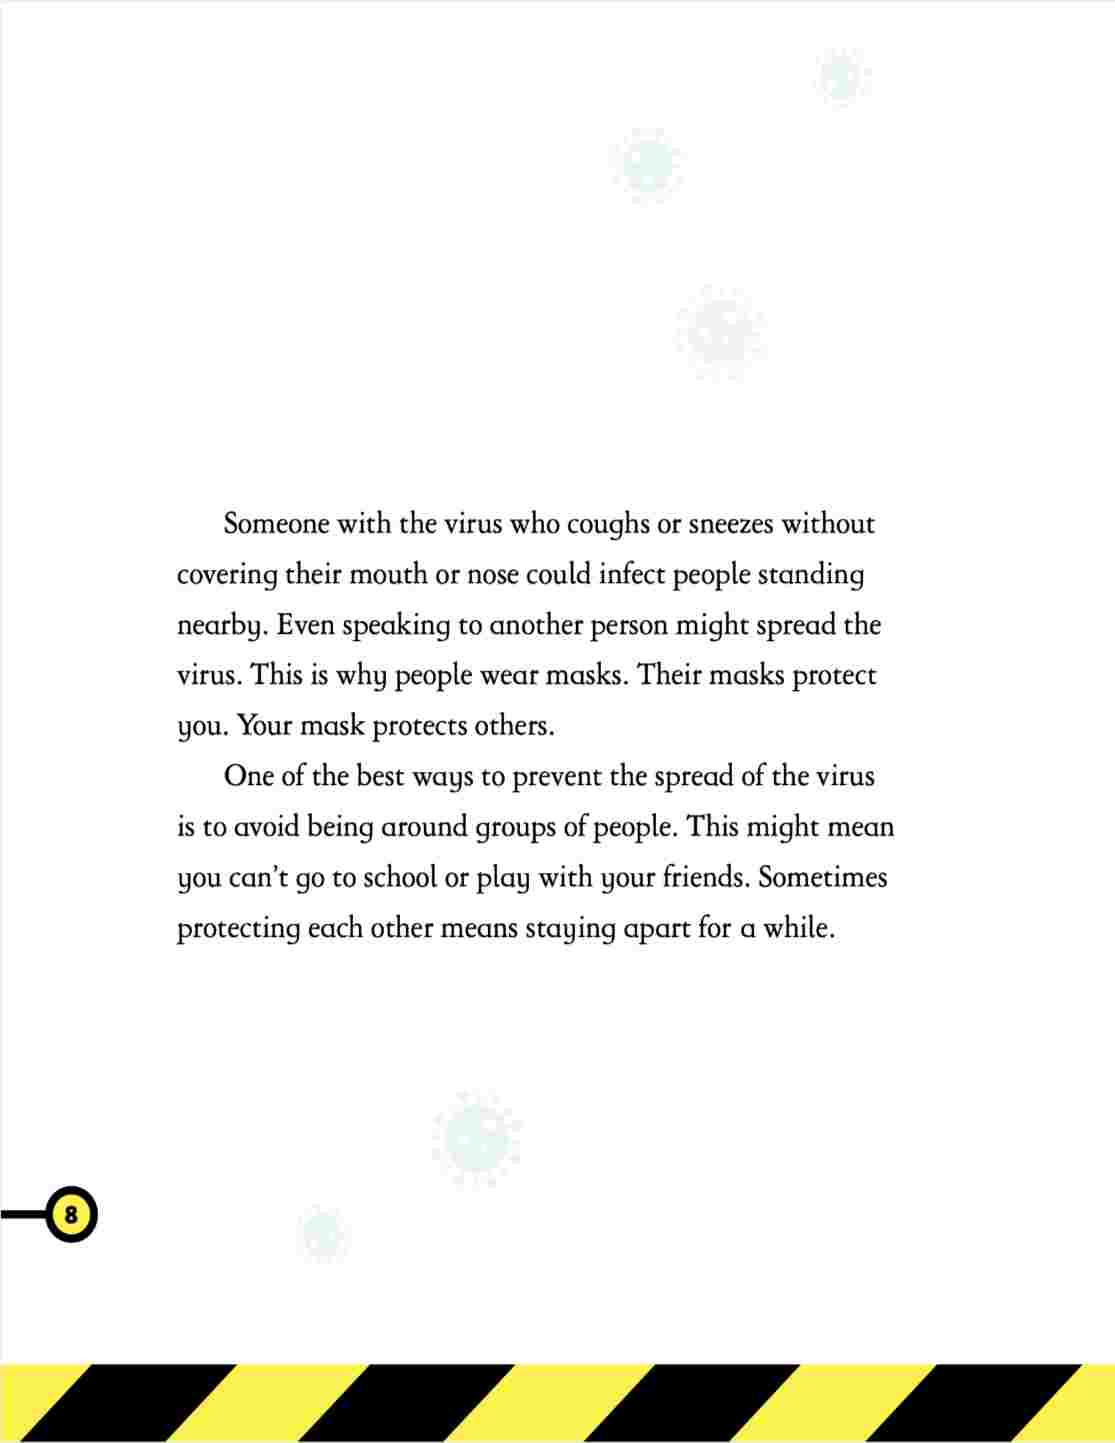 Someone with the virus who coughs or sneezes without
covering their mouth or nose could infect people standing
nearby. Even speaking to another person might spread the
virus. This is why people wear masks. Their masks protect
you. Your mask protects others.
One of the best ways to prevent the spread of the virus
is to avoid being around groups of people. This might mean
you can’t go to school or play with your friends. Sometimes
protecting each other means staying apart for a while.
8